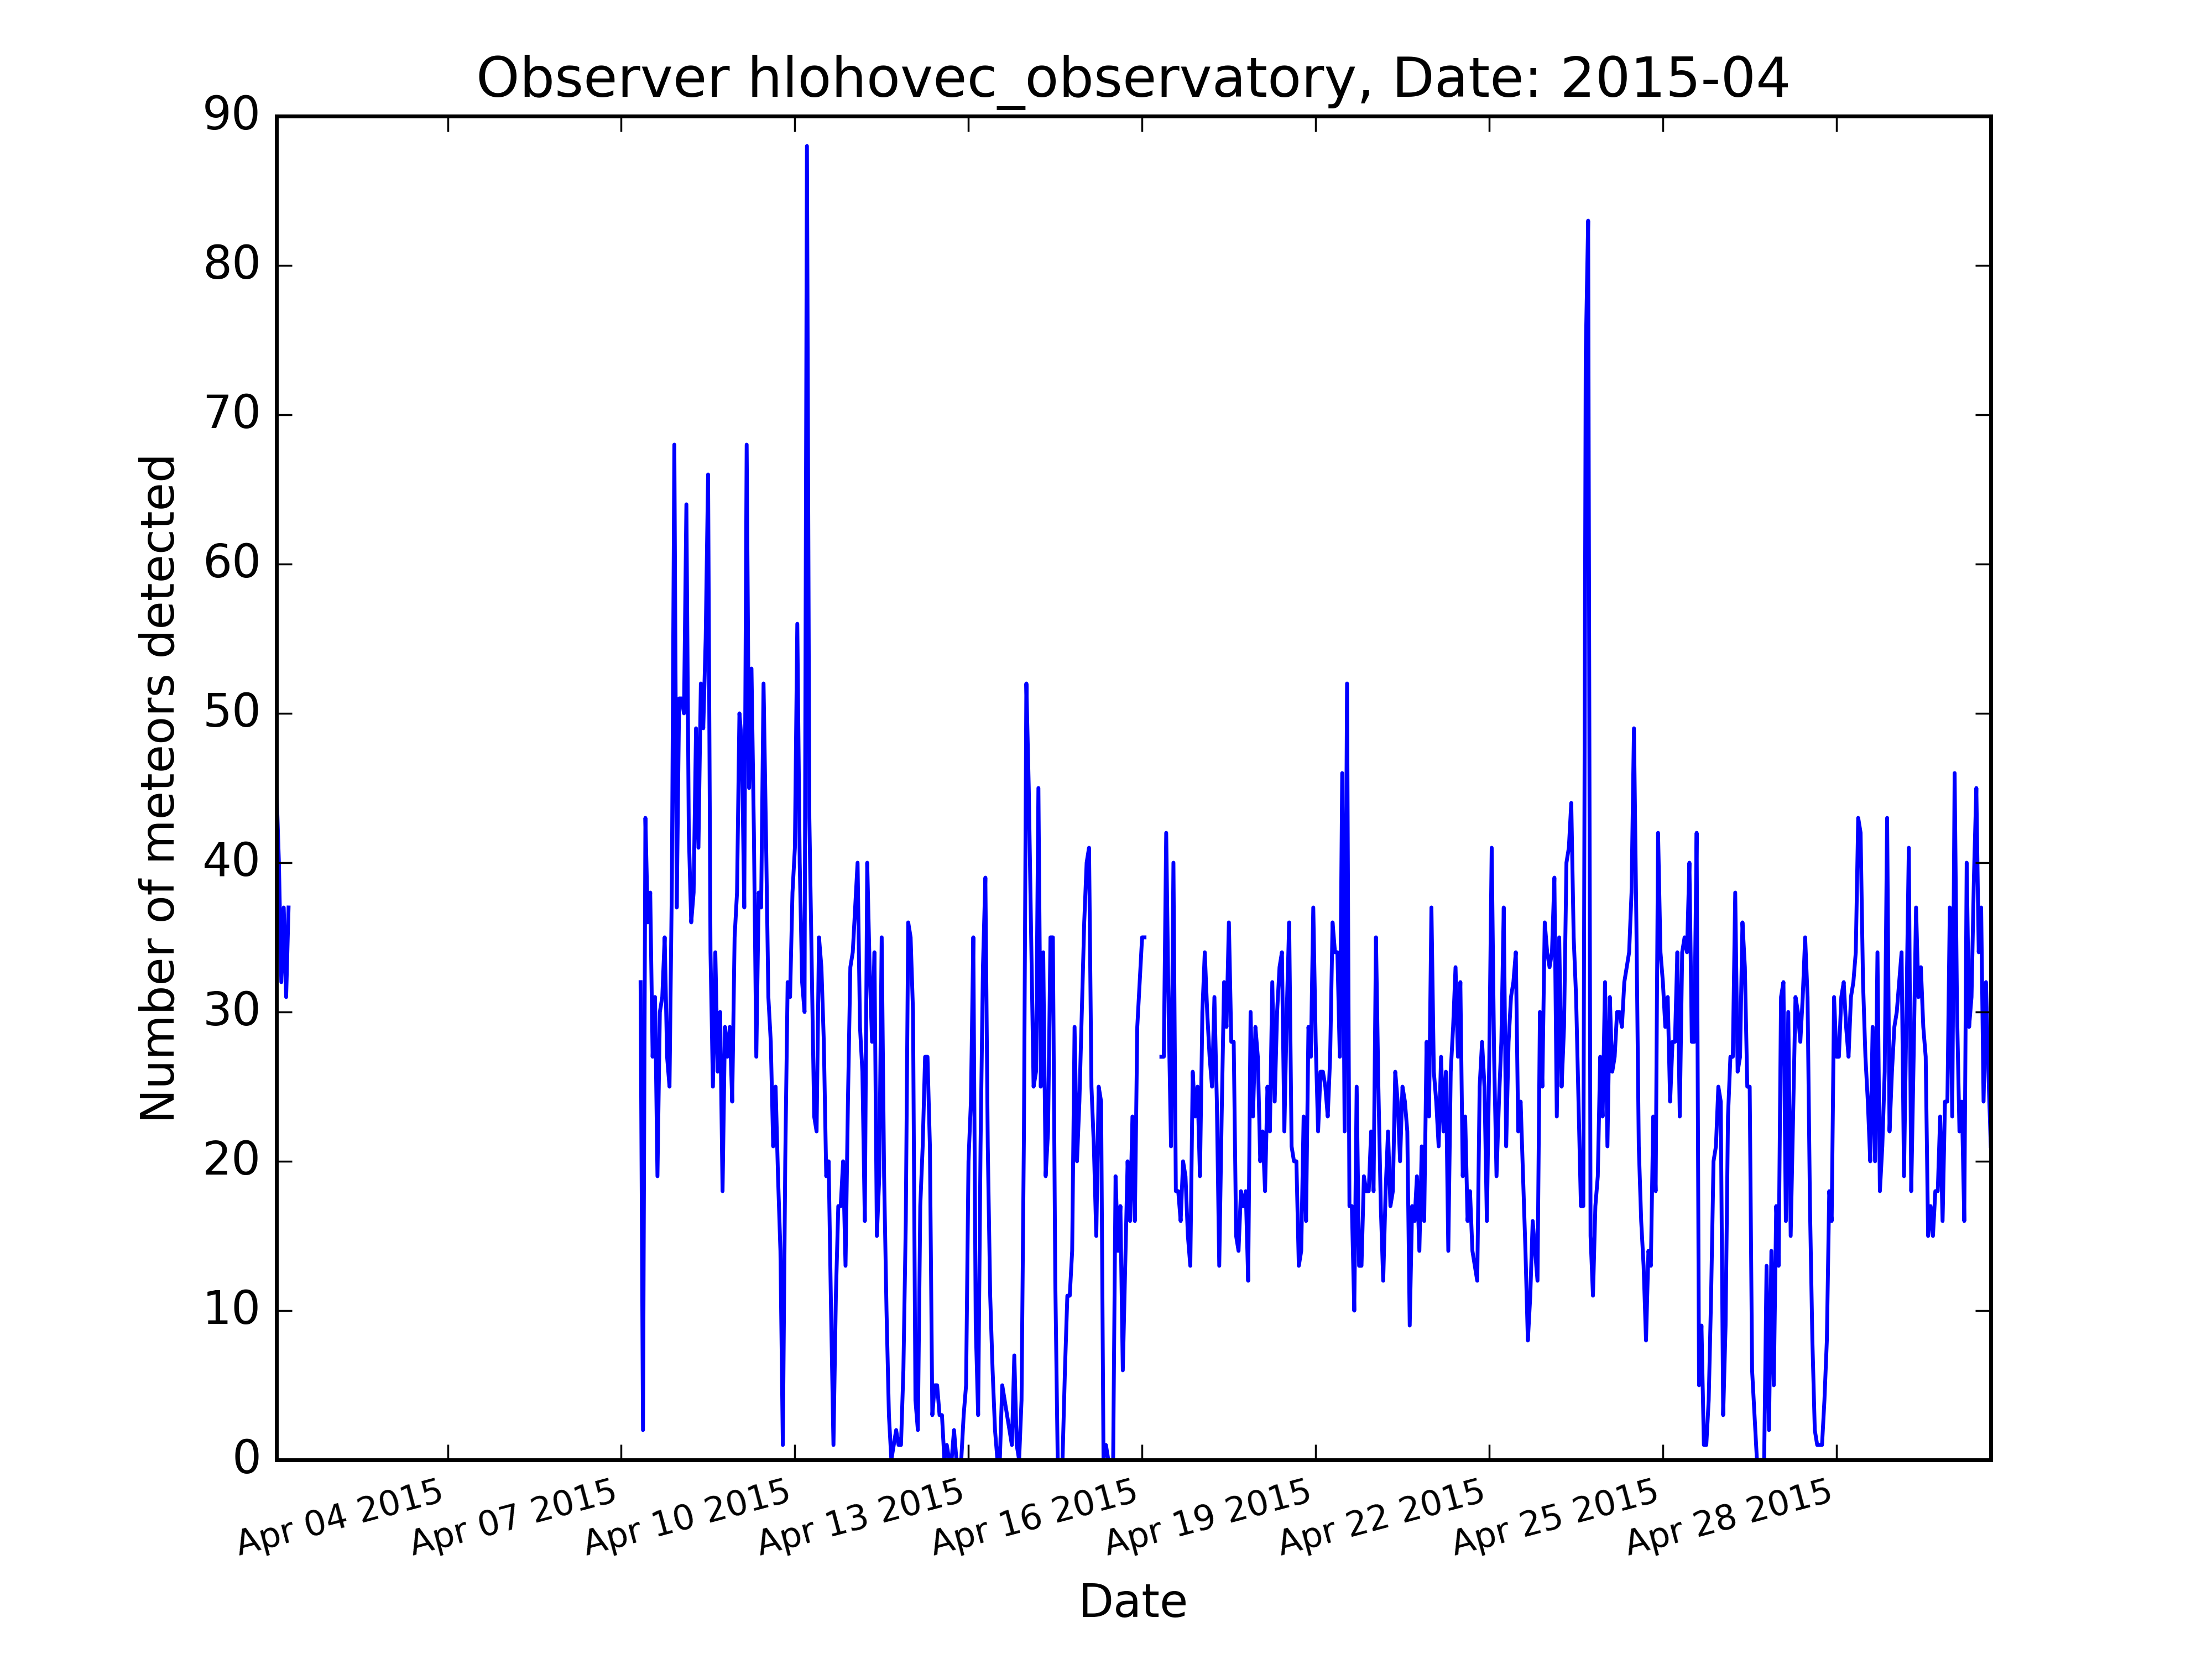 Observer hlohovec_observatory, Date: 2015-04
90
80
70
60
50
40
30
20
10
0
Number of meteors detected
Apr 04 2015
Apr 07 2015
Apr 10 2015
Apr 13 2015
Apr 16 2015
Apr 19 2015
Apr 22 2015
Apr 25 2015
Apr 28 2015
Date